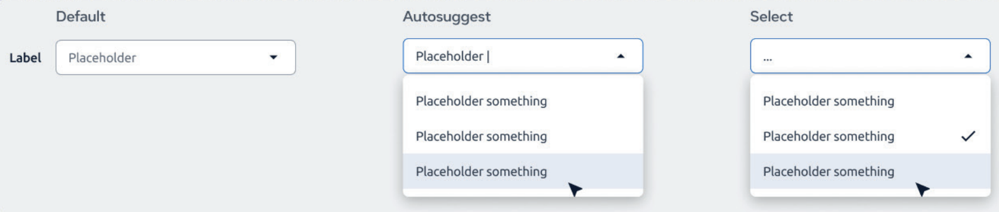 Default
Autosuggest
Select
Label
Placeholder
Placeholder |
...
Placeholder something
Placeholder something
Placeholder something
Placeholder something
Placeholder something
Placeholder something